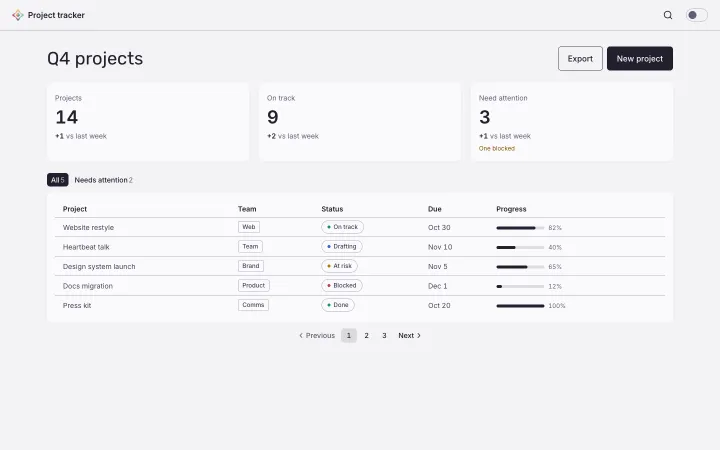 Project tracker
Q4 projects
Export
New project
Projects
14
+1 vs last week
On track
9
+2 vs last week
Need attention
3
+1 vs last week
One blocked
All 5
Needs attention 2
Project Team Status Due Progress
Website restyle Web On track Oct 30 82%
Heartbeat talk Team Drafting Nov 10 40%
Design system launch Brand At risk Nov 5 65%
Docs migration Product Blocked Dec 1 12%
Press kit Comms Done Oct 20 100%
Previous 1 2 3 Next